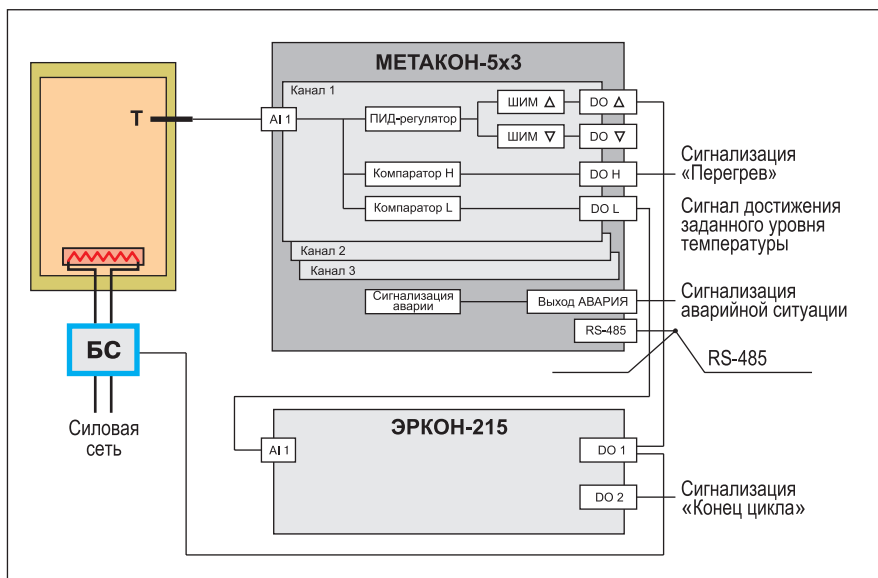 МЕТАКОН-5х3
Канал 1
T
AI 1
ПИД-регулятор
ШИМ △
DO △
ШИМ ▽
DO ▽
Компаратор H
DO H
Сигнализация
«Перегрев»
Компаратор L
DO L
Сигнал достижения
заданного уровня
температуры
Канал 2
Канал 3
Сигнализация
аварии
Выход АВАРИЯ
Сигнализация
аварийной ситуации
RS-485
RS-485
БС
Силовая
сеть
ЭРКОН-215
AI 1
DO 1
DO 2
Сигнализация
«Конец цикла»